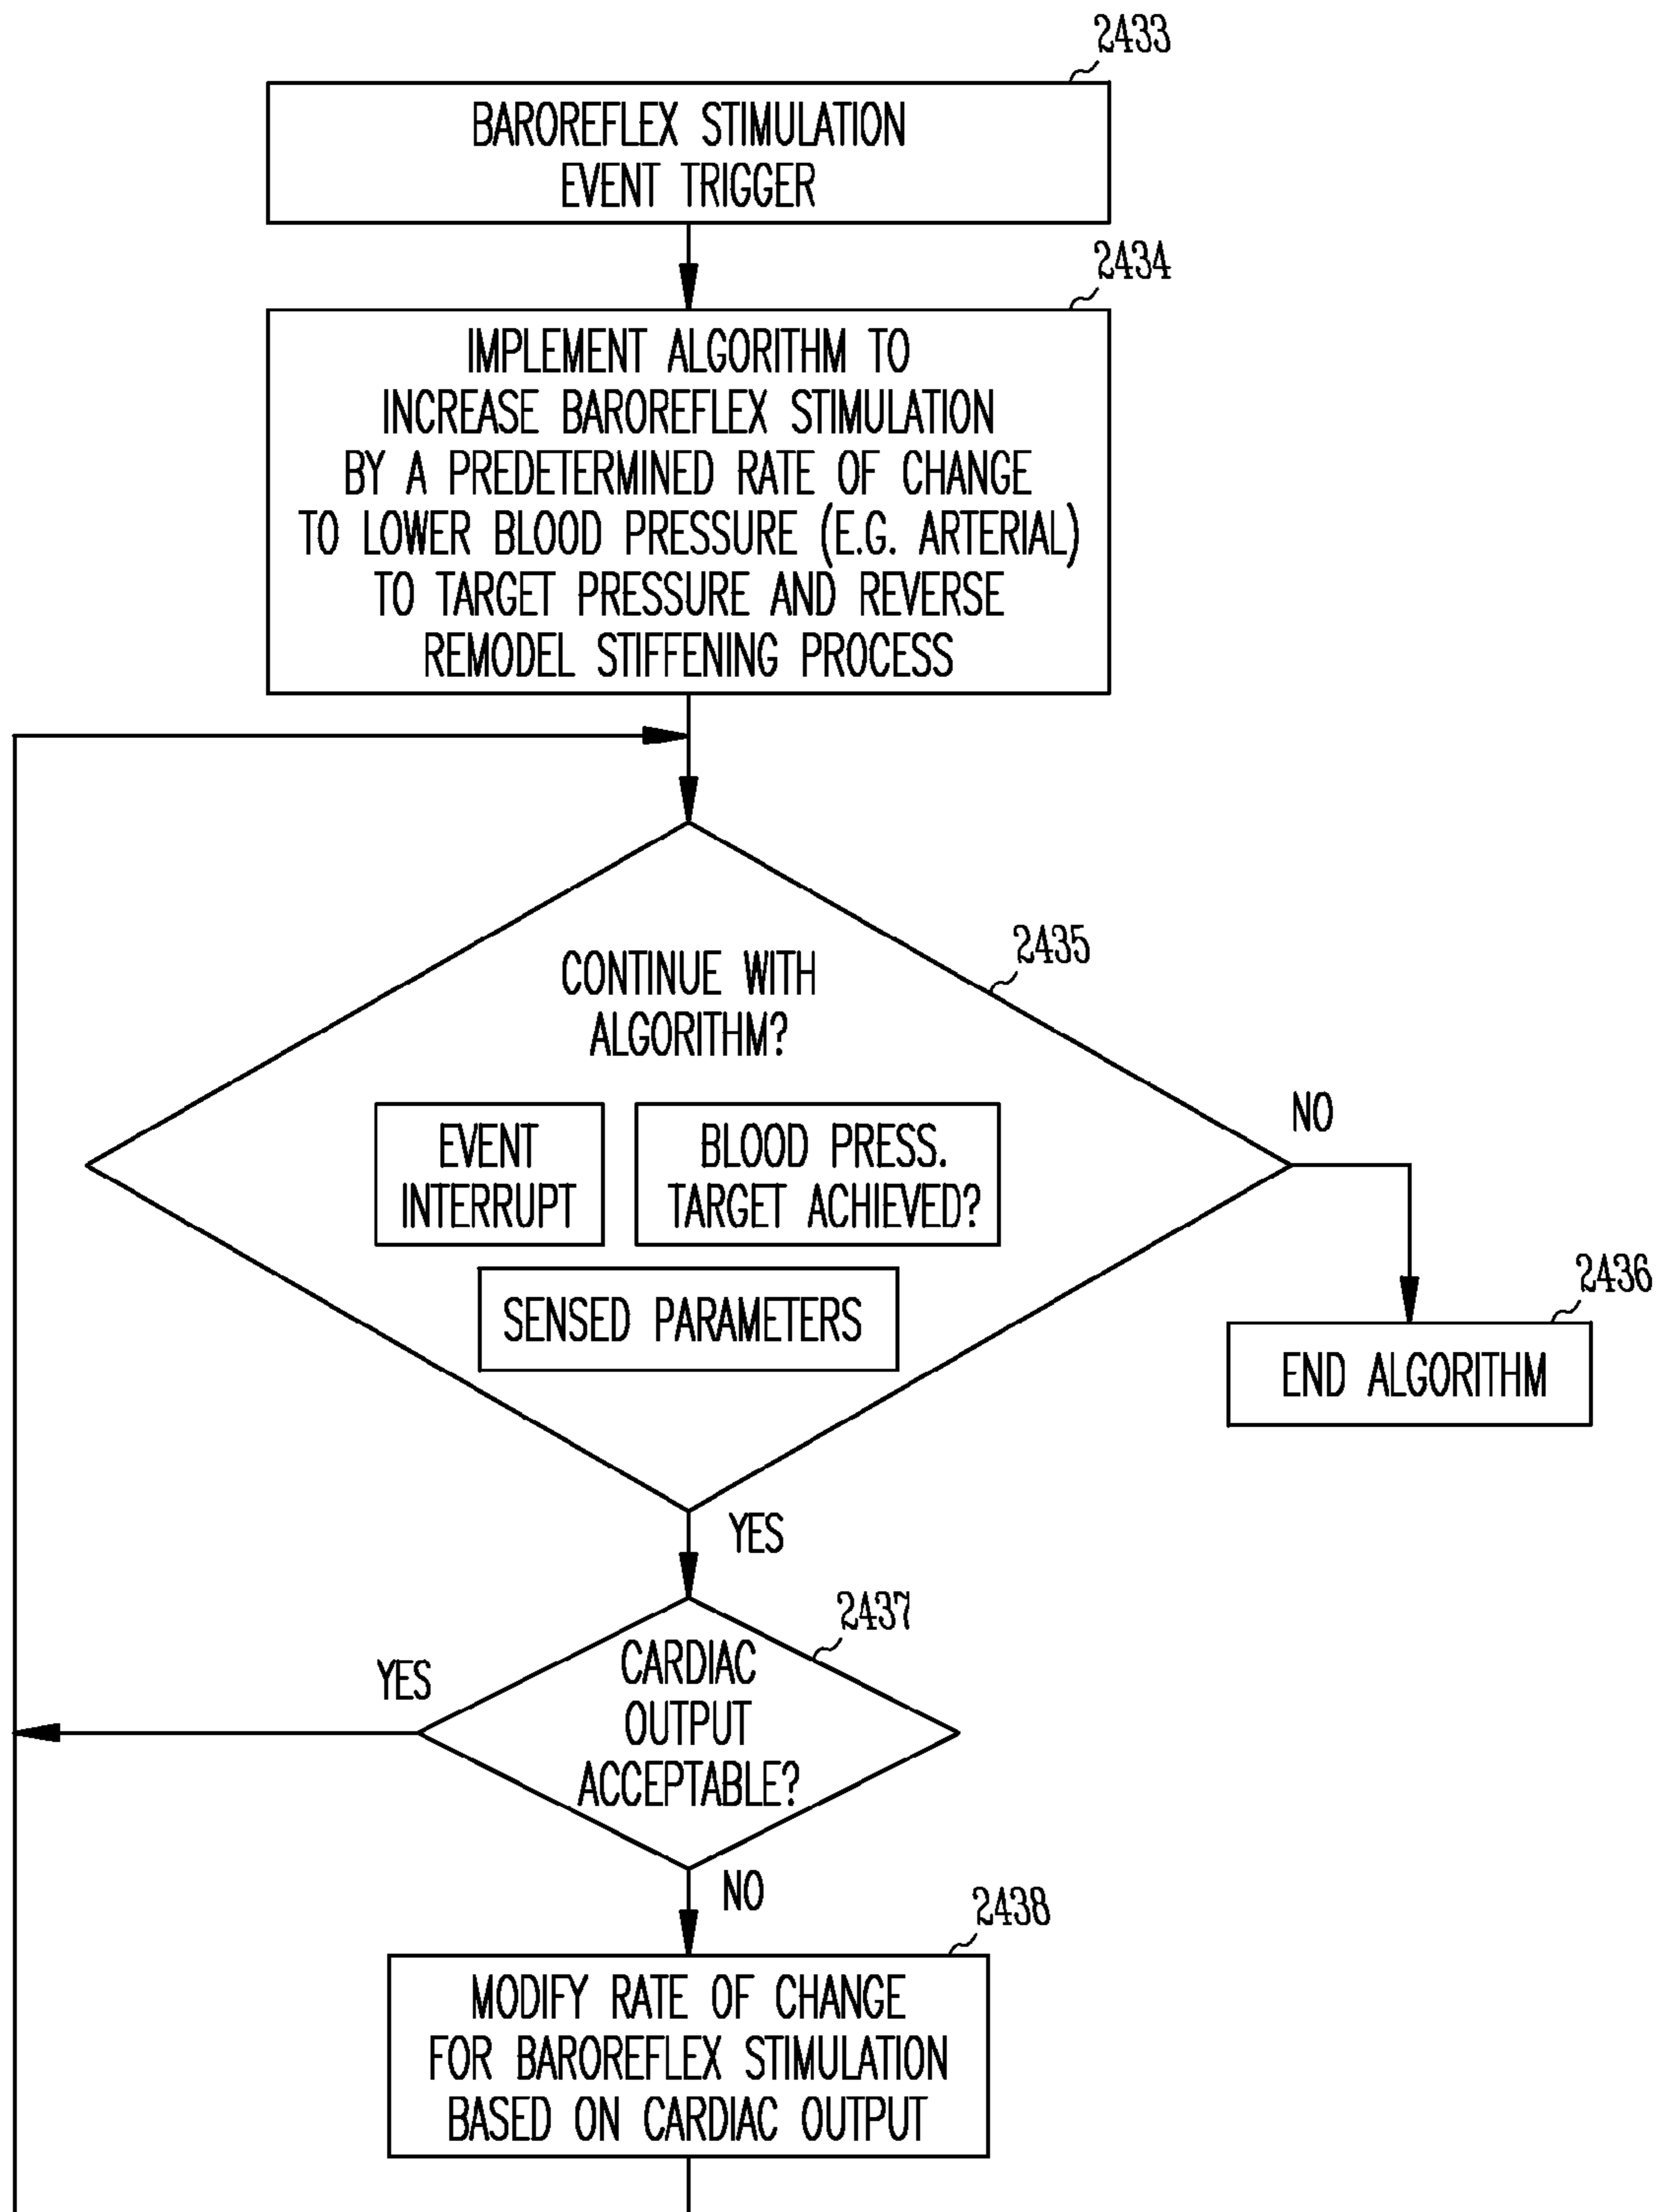 2433
BAROREFLEX STIMULATION
EVENT TRIGGER
2434
IMPLEMENT ALGORITHM TO
INCREASE BAROREFLEX STIMULATION
BY A PREDETERMINED RATE OF CHANGE
TO LOWER BLOOD PRESSURE (E.G. ARTERIAL)
TO TARGET PRESSURE AND REVERSE
REMODEL STIFFENING PROCESS
2435
CONTINUE WITH
ALGORITHM?
EVENT
INTERRUPT
BLOOD PRESS.
TARGET ACHIEVED?
SENSED PARAMETERS
NO
2436
END ALGORITHM
YES
2437
CARDIAC
OUTPUT
ACCEPTABLE?
YES
NO
2438
MODIFY RATE OF CHANGE
FOR BAROREFLEX STIMULATION
BASED ON CARDIAC OUTPUT